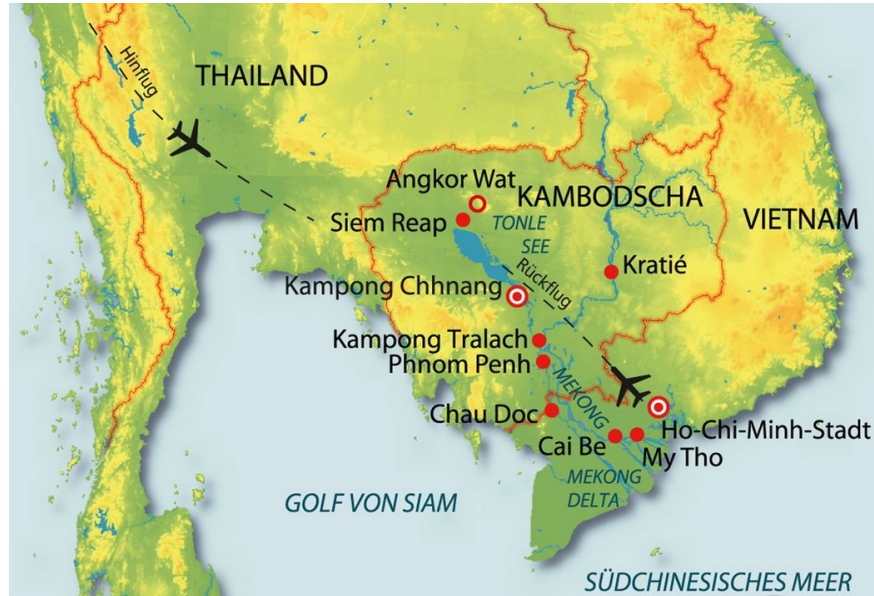 Hinflug
THAILAND
Angkor Wat
KAMBODSCHA
Siem Reap
TONLE
SEE
VIETNAM
Kratié
Rückflug
Kampong Chhnang
Kampong Tralach
Phnom Penh
MEKONG
Chau Doc
Ho-Chi-Minh-Stadt
Cai Be
My Tho
MEKONG
DELTA
GOLF VON SIAM
SÜDCHINESISCHES MEER